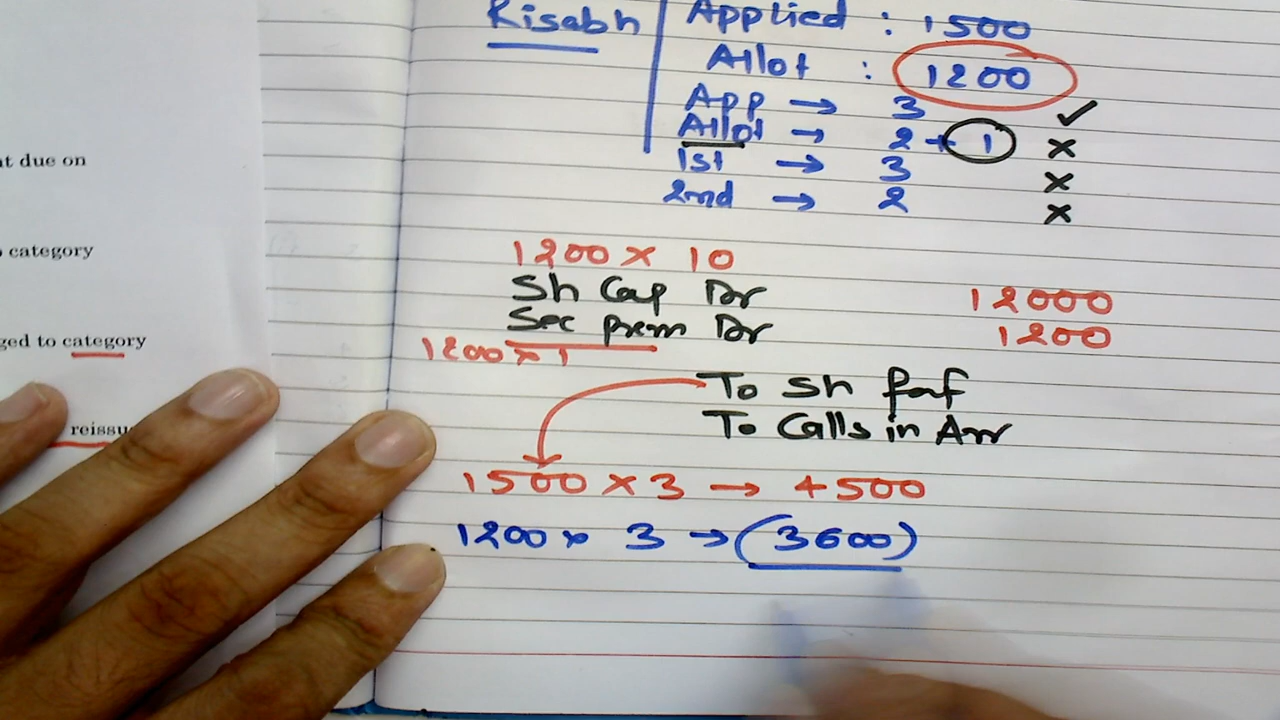 Risabh Applied : 1500
Allot : 1200
App → 3 ✓
Allot → 2 + 1 ×
1st → 3 ×
2nd → 2 ×
1200 × 10
Sh Cap Dr 12000
Sec prem Dr 1200
1200 × 1
To Sh forf
To Calls in Arr
1500 × 3 → 4500
1200 × 3 → (3600)
t due on
category
ged to category
reissu